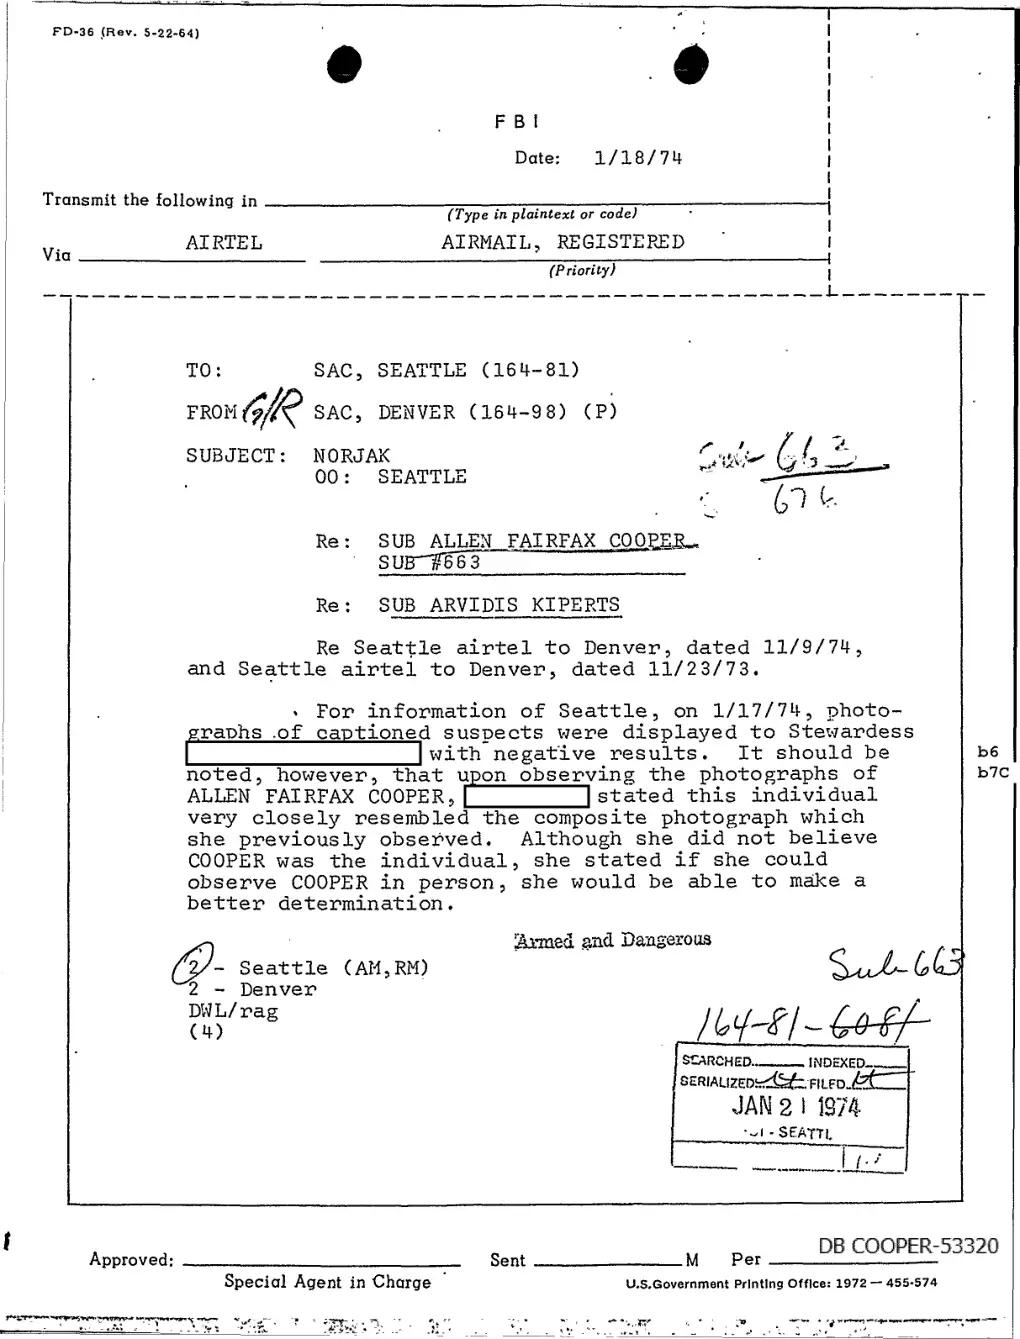 FD-36 (Rev. 5-22-64)
F B I
Date: 1/18/74
Transmit the following in
(Type in plaintext or code)
Via AIRTEL AIRMAIL, REGISTERED
(Priority)
TO: SAC, SEATTLE (164-81)
FROM SAC, DENVER (164-98) (P)
SUBJECT: NORJAK
OO: SEATTLE
Sub 663
676
Re: SUB ALLEN FAIRFAX COOPER
SUB #663
Re: SUB ARVIDIS KIPERTS
Re Seattle airtel to Denver, dated 11/9/74,
and Seattle airtel to Denver, dated 11/23/73.
For information of Seattle, on 1/17/74, photo-
graphs of captioned suspects were displayed to Stewardess
with negative results. It should be
b6
noted, however, that upon observing the photographs of
b7C
ALLEN FAIRFAX COOPER, stated this individual
very closely resembled the composite photograph which
she previously observed. Although she did not believe
COOPER was the individual, she stated if she could
observe COOPER in person, she would be able to make a
better determination.
Armed and Dangerous
2 - Seattle (AM,RM)
Sub-663
2 - Denver
DWL/rag
(4)
164-81-6081
SEARCHED INDEXED
SERIALIZED FILED
JAN 21 1974
- SEATTL
DB COOPER-53320
Approved: Sent M Per
Special Agent in Charge
U.S.Government Printing Office: 1972 — 455-574